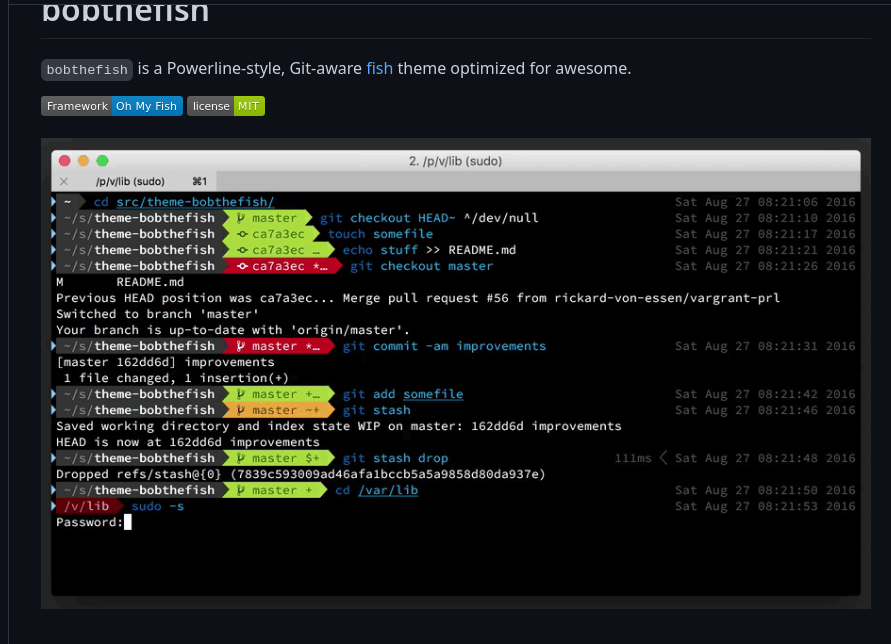 bobthefish
bobthefish is a Powerline-style, Git-aware fish theme optimized for awesome.
Framework Oh My Fish license MIT
2. /p/v/lib (sudo)
× /p/v/lib (sudo) ⌘1
~ cd src/theme-bobthefish/ Sat Aug 27 08:21:06 2016
~/s/theme-bobthefish master git checkout HEAD~ ^/dev/null Sat Aug 27 08:21:10 2016
~/s/theme-bobthefish ca7a3ec touch somefile Sat Aug 27 08:21:17 2016
~/s/theme-bobthefish ca7a3ec … echo stuff >> README.md Sat Aug 27 08:21:21 2016
~/s/theme-bobthefish ca7a3ec *… git checkout master Sat Aug 27 08:21:26 2016
M README.md
Previous HEAD position was ca7a3ec... Merge pull request #56 from rickard-von-essen/vargrant-prl
Switched to branch 'master'
Your branch is up-to-date with 'origin/master'.
~/s/theme-bobthefish master *… git commit -am improvements Sat Aug 27 08:21:31 2016
[master 162dd6d] improvements
1 file changed, 1 insertion(+)
~/s/theme-bobthefish master +… git add somefile Sat Aug 27 08:21:42 2016
~/s/theme-bobthefish master ~+ git stash Sat Aug 27 08:21:46 2016
Saved working directory and index state WIP on master: 162dd6d improvements
HEAD is now at 162dd6d improvements
~/s/theme-bobthefish master $+ git stash drop 111ms Sat Aug 27 08:21:48 2016
Dropped refs/stash@{0} (7839c593009ad46afa1bccb5a5a9858d80da937e)
~/s/theme-bobthefish master + cd /var/lib Sat Aug 27 08:21:50 2016
/v/lib sudo -s Sat Aug 27 08:21:53 2016
Password: